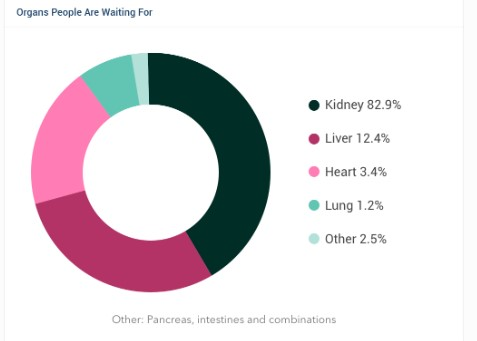 Organs People Are Waiting For
Kidney 82.9%
Liver 12.4%
Heart 3.4%
Lung 1.2%
Other 2.5%
Other: Pancreas, intestines and combinations